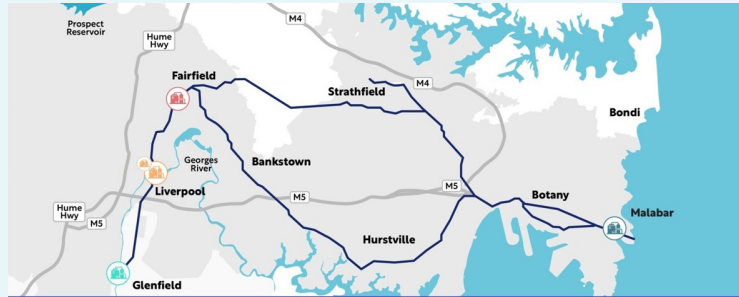 Prospect
Reservoir
Hume
Hwy
M4
Fairfield
Strathfield
M4
Bondi
Georges
River
Bankstown
Liverpool
M5
M5
Botany
Hume
Hwy
M5
Malabar
Hurstville
Glenfield